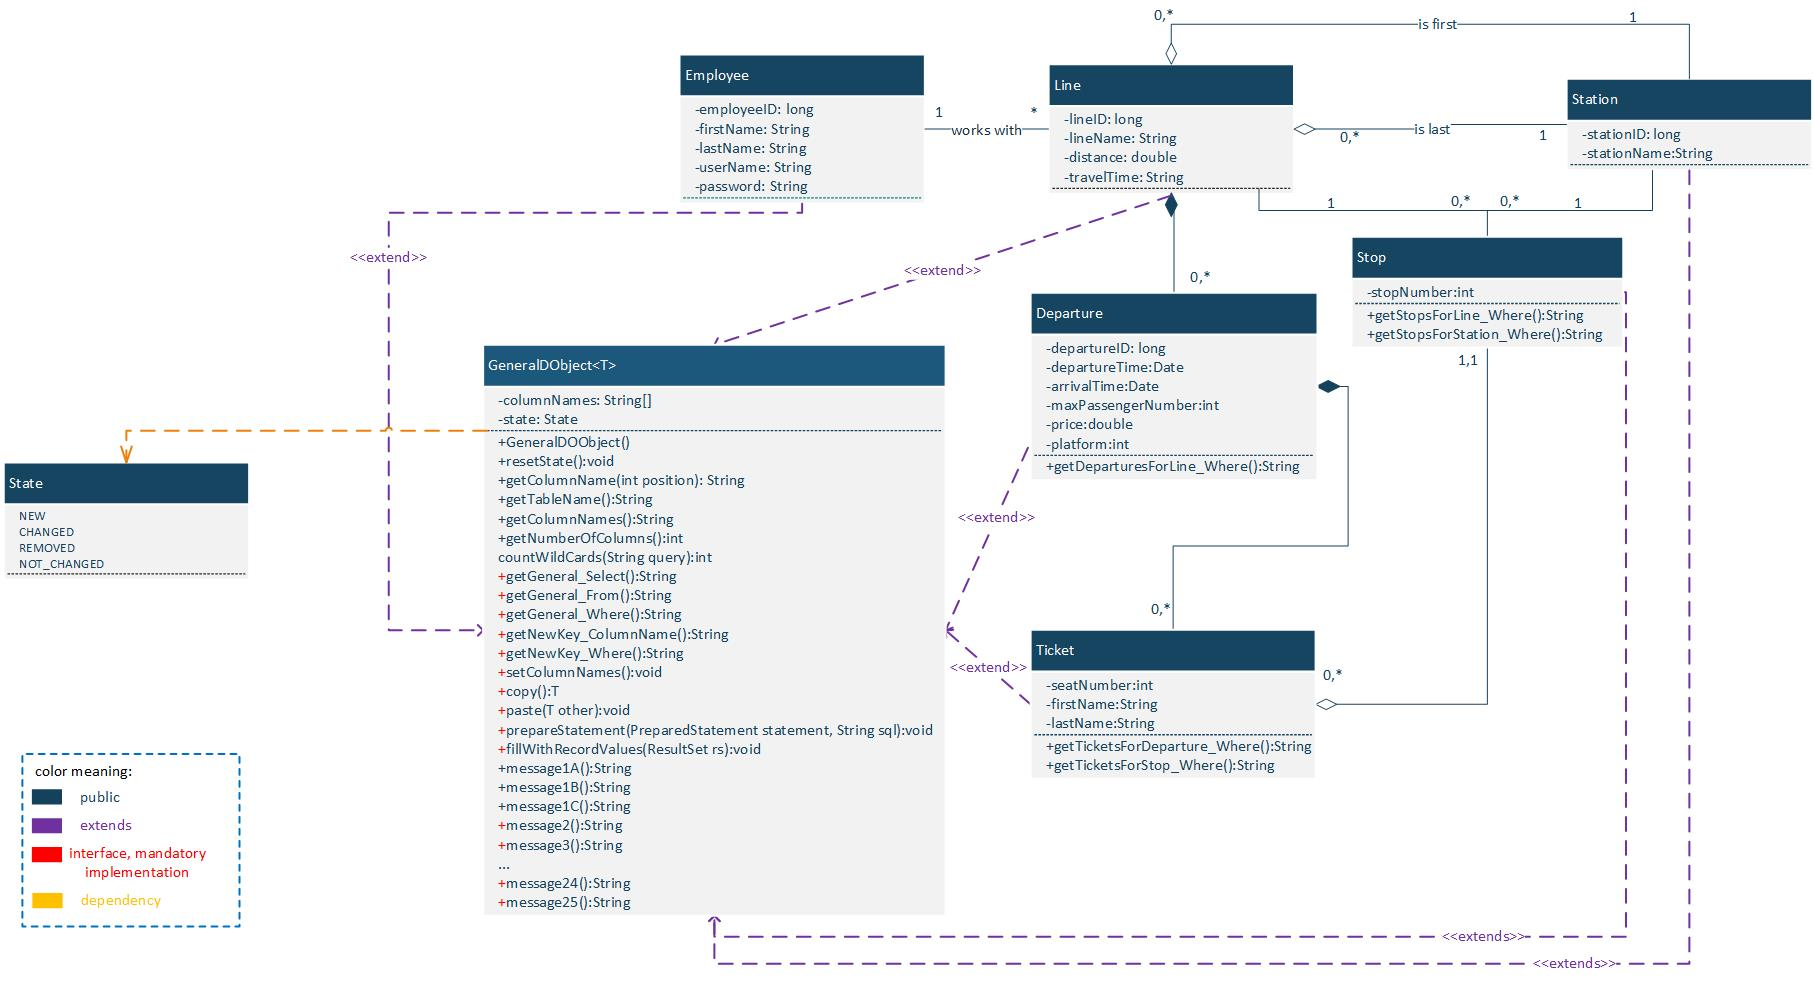 0,*
is first
1
Employee
-employeeID: long
-firstName: String
-lastName: String
-userName: String
-password: String
1
works with
*
Line
-lineID: long
-lineName: String
-distance: double
-travelTime: String
0,*
is last
1
Station
-stationID: long
-stationName:String
1
0,*
0,*
1
<<extend>>
<<extend>>
0,*
Stop
-stopNumber:int
+getStopsForLine_Where():String
+getStopsForStation_Where():String
1,1
Departure
-departureID: long
-departureTime:Date
-arrivalTime:Date
-maxPassengerNumber:int
-price:double
-platform:int
+getDeparturesForLine_Where():String
GeneralDObject<T>
-columnNames: String[]
-state: State
+GeneralDOObject()
+resetState():void
+getColumnName(int position): String
+getTableName():String
+getColumnNames():String
+getNumberOfColumns():int
countWildCards(String query):int
+getGeneral_Select():String
+getGeneral_From():String
+getGeneral_Where():String
+getNewKey_ColumnName():String
+getNewKey_Where():String
+setColumnNames():void
+copy():T
+paste(T other):void
+prepareStatement(PreparedStatement statement, String sql):void
+fillWithRecordValues(ResultSet rs):void
+message1A():String
+message1B():String
+message1C():String
+message2():String
+message3():String
...
+message24():String
+message25():String
State
NEW
CHANGED
REMOVED
NOT_CHANGED
<<extend>>
0,*
<<extend>>
Ticket
-seatNumber:int
-firstName:String
-lastName:String
+getTicketsForDeparture_Where():String
+getTicketsForStop_Where():String
0,*
color meaning:
public
extends
interface, mandatory
implementation
dependency
<<extends>>
<<extends>>